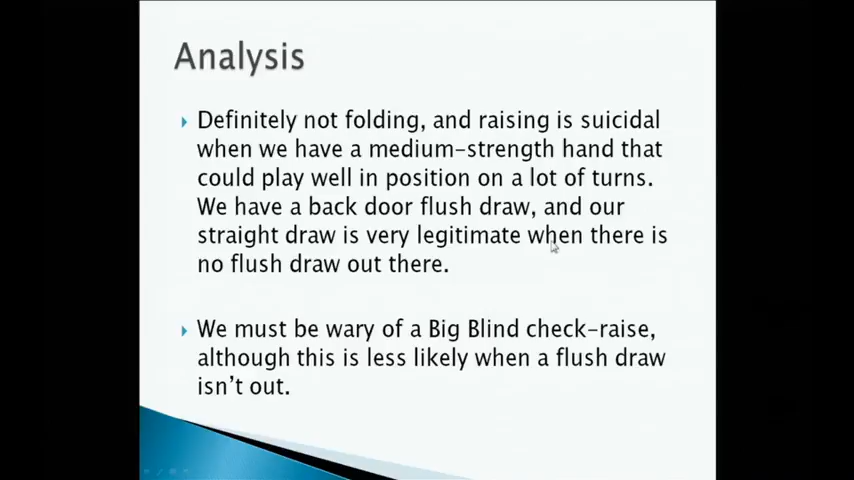 Analysis
Definitely not folding, and raising is suicidal
when we have a medium-strength hand that
could play well in position on a lot of turns.
We have a back door flush draw, and our
straight draw is very legitimate when there is
no flush draw out there.
We must be wary of a Big Blind check-raise,
although this is less likely when a flush draw
isn't out.